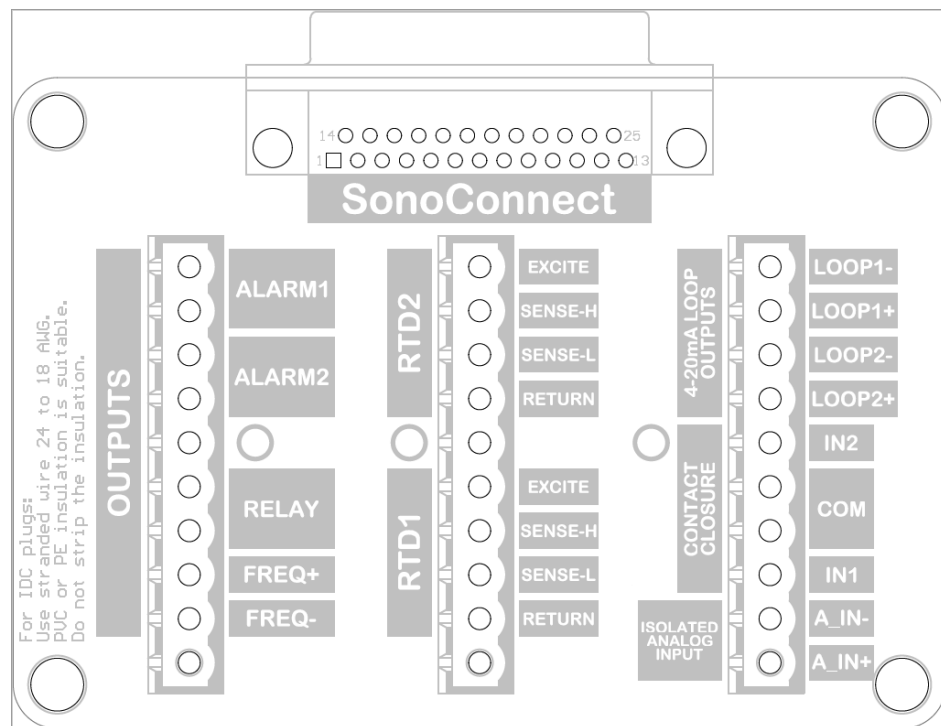 14 25
1 13
SonoConnect
For IDC plugs:
Use stranded wire 24 to 18 AWG.
PVC or PE insulation is suitable.
Do not strip the insulation.
OUTPUTS
ALARM1
ALARM2
RELAY
FREQ+
FREQ-
RTD2
EXCITE
SENSE-H
SENSE-L
RETURN
RTD1
EXCITE
SENSE-H
SENSE-L
RETURN
4-20mA LOOP
OUTPUTS
LOOP1-
LOOP1+
LOOP2-
LOOP2+
CONTACT
CLOSURE
IN2
COM
IN1
ISOLATED
ANALOG
INPUT
A_IN-
A_IN+